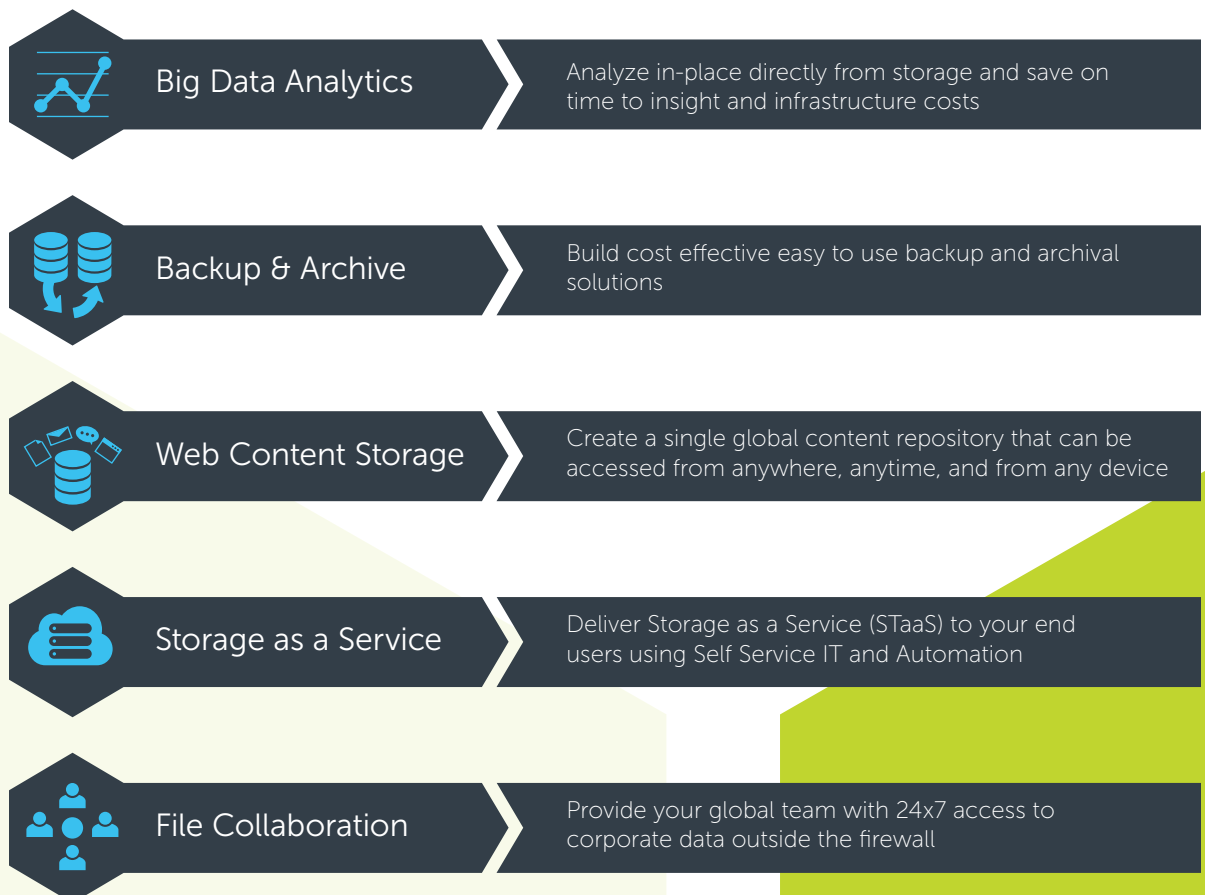 Big Data Analytics
Analyze in-place directly from storage and save on
time to insight and infrastructure costs
Backup & Archive
Build cost effective easy to use backup and archival
solutions
Web Content Storage
Create a single global content repository that can be
accessed from anywhere, anytime, and from any device
Storage as a Service
Deliver Storage as a Service (STaaS) to your end
users using Self Service IT and Automation
File Collaboration
Provide your global team with 24x7 access to
corporate data outside the firewall